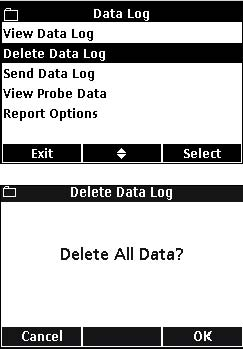 Data Log
View Data Log
Delete Data Log
Send Data Log
View Probe Data
Report Options
Exit Select
Delete Data Log
Delete All Data?
Cancel OK